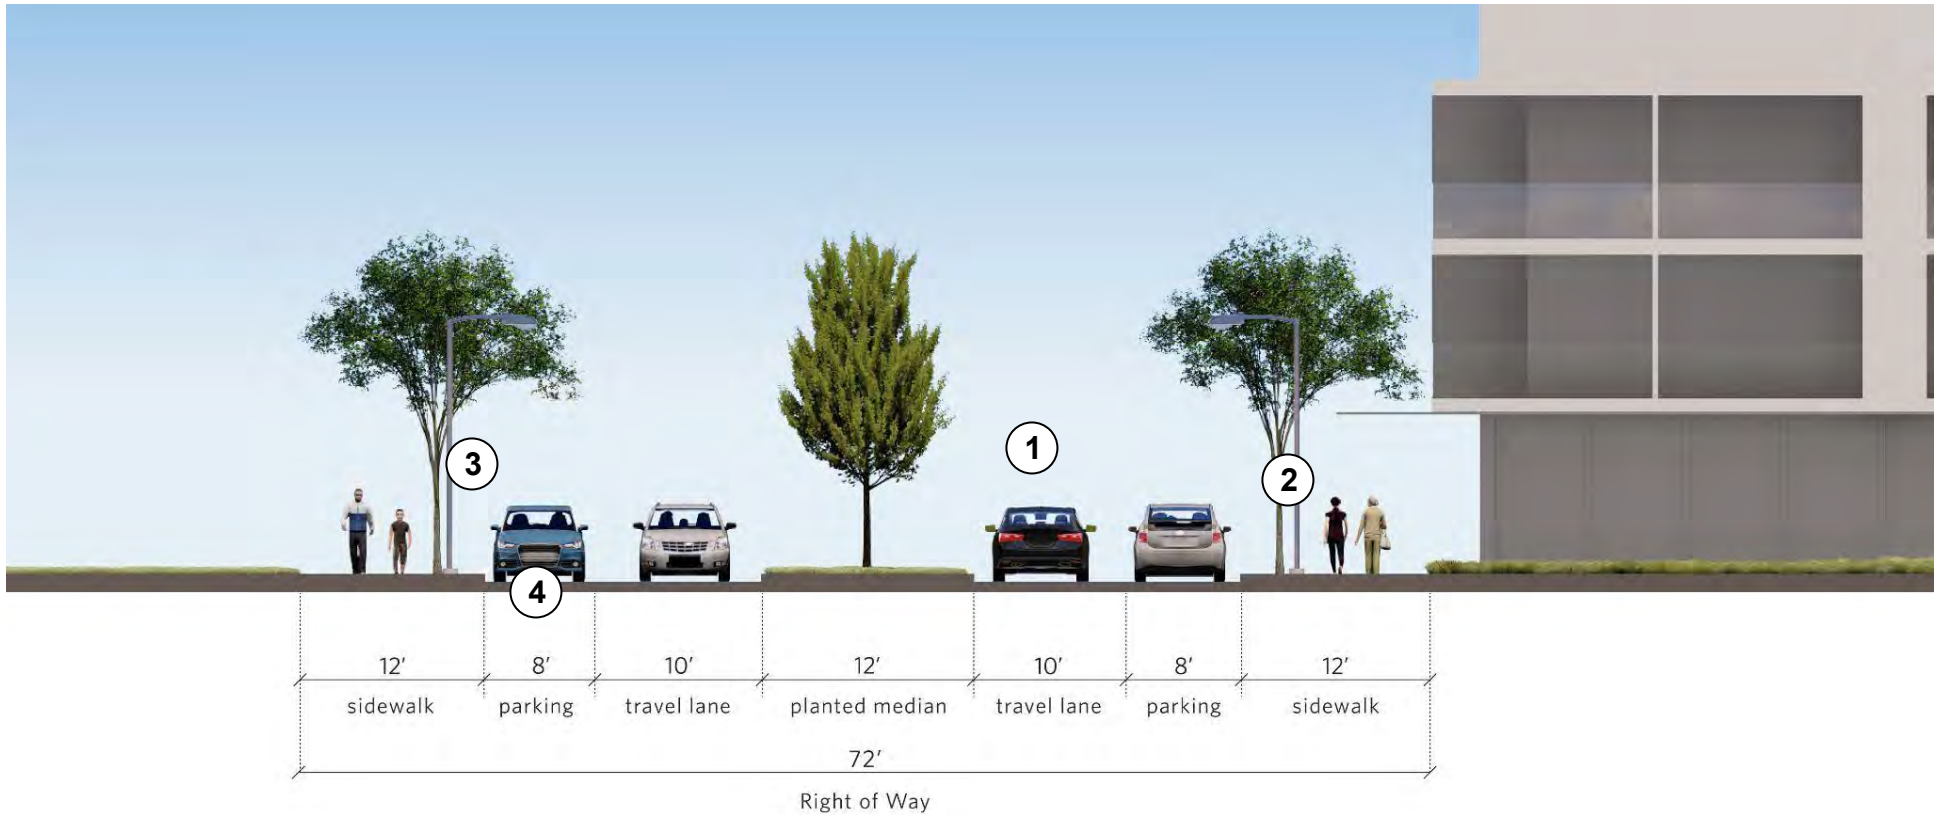 1
3
2
4
12' 8' 10' 12' 10' 8' 12'
sidewalk parking travel lane planted median travel lane parking sidewalk
72'
Right of Way